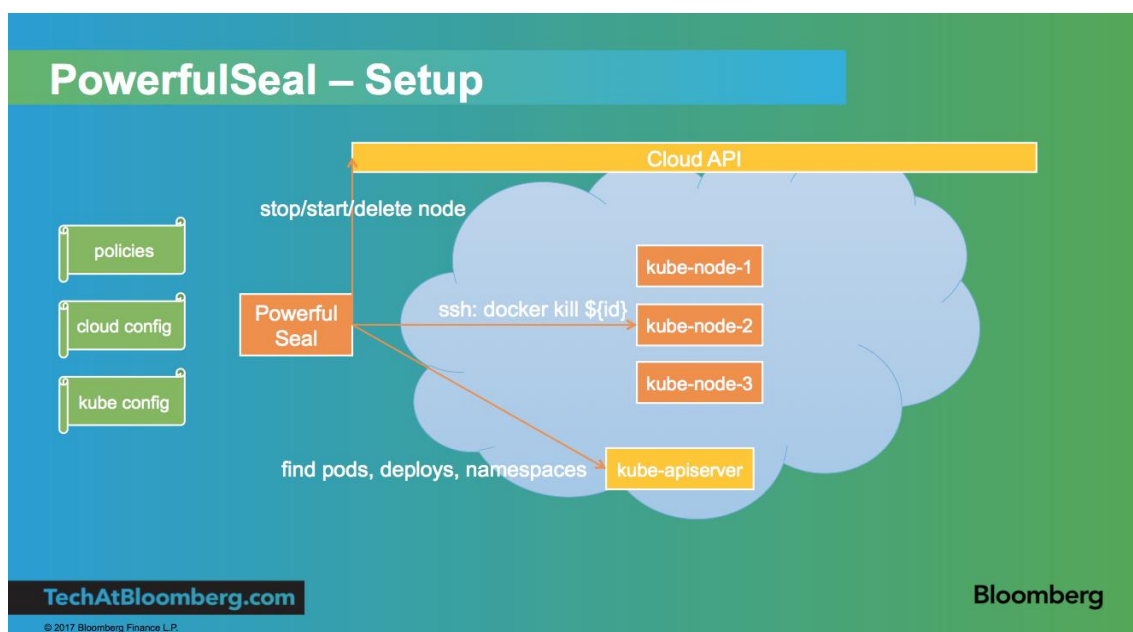 PowerfulSeal – Setup
Cloud API
stop/start/delete node
policies
cloud config
kube config
Powerful
Seal
ssh: docker kill ${id}
kube-node-1
kube-node-2
kube-node-3
find pods, deploys, namespaces
kube-apiserver
TechAtBloomberg.com
Bloomberg
© 2017 Bloomberg Finance L.P.